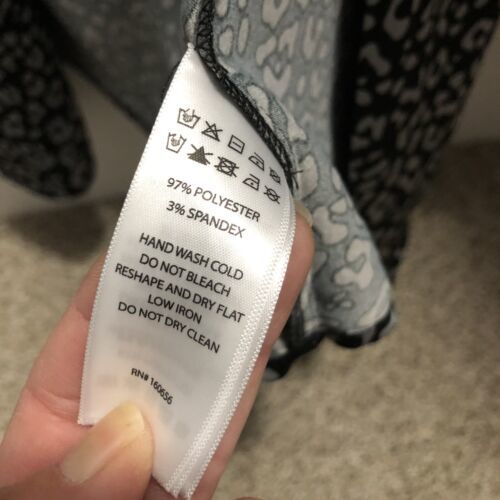 97% POLYESTER
3% SPANDEX
HAND WASH COLD
DO NOT BLEACH
RESHAPE AND DRY FLAT
LOW IRON
DO NOT DRY CLEAN
RN# 160656